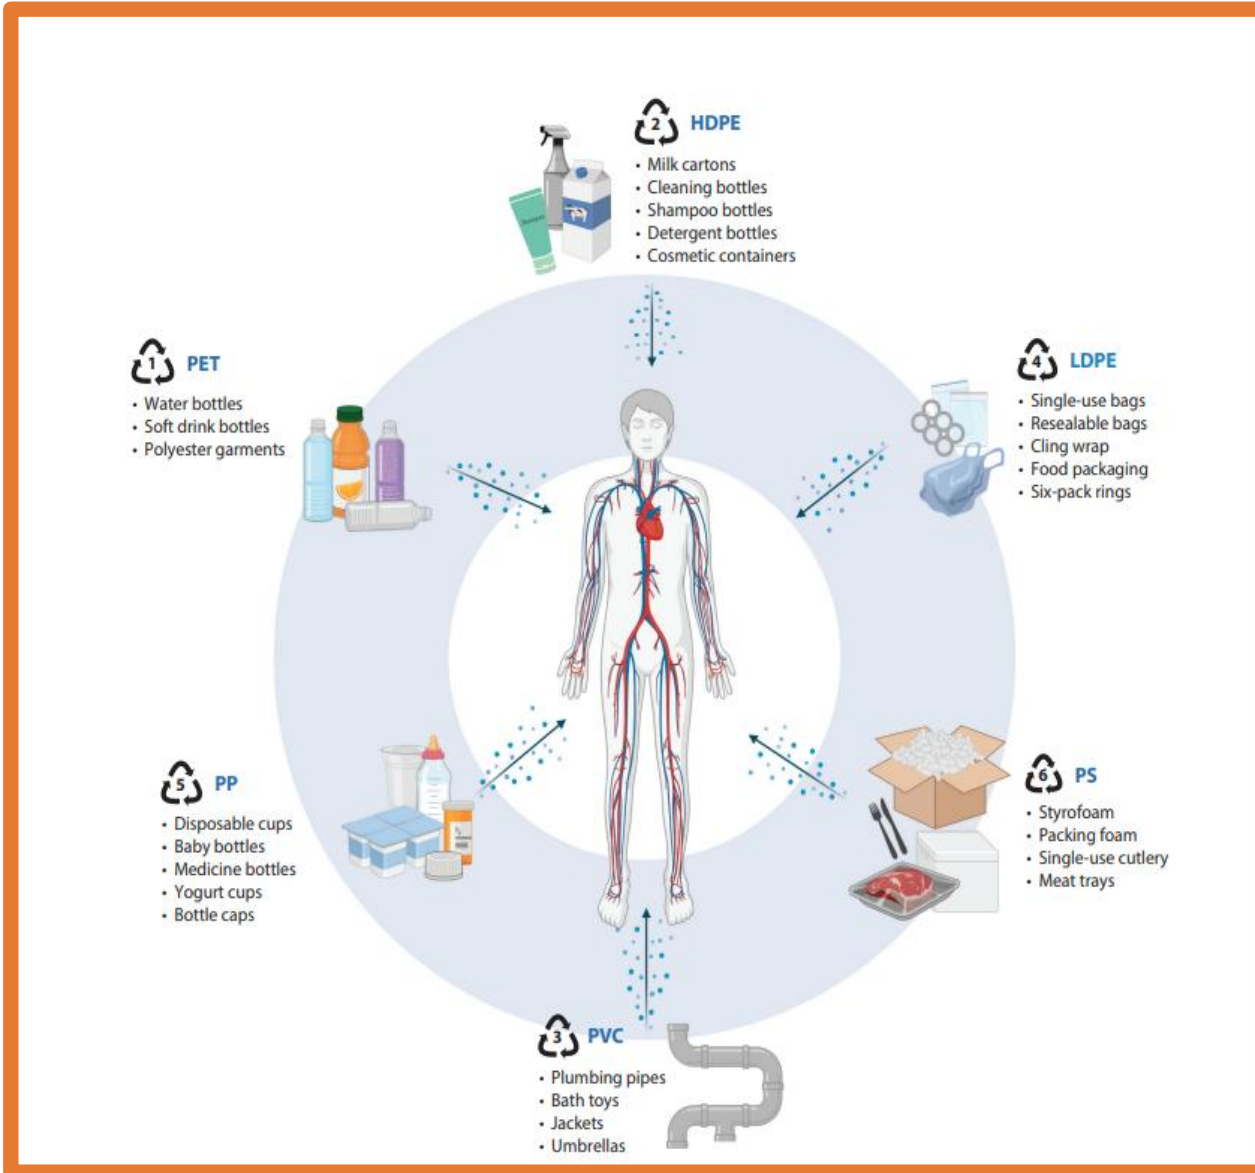 2 HDPE
• Milk cartons
• Cleaning bottles
• Shampoo bottles
• Detergent bottles
• Cosmetic containers
1 PET
• Water bottles
• Soft drink bottles
• Polyester garments
4 LDPE
• Single-use bags
• Resealable bags
• Cling wrap
• Food packaging
• Six-pack rings
5 PP
• Disposable cups
• Baby bottles
• Medicine bottles
• Yogurt cups
• Bottle caps
6 PS
• Styrofoam
• Packing foam
• Single-use cutlery
• Meat trays
3 PVC
• Plumbing pipes
• Bath toys
• Jackets
• Umbrellas